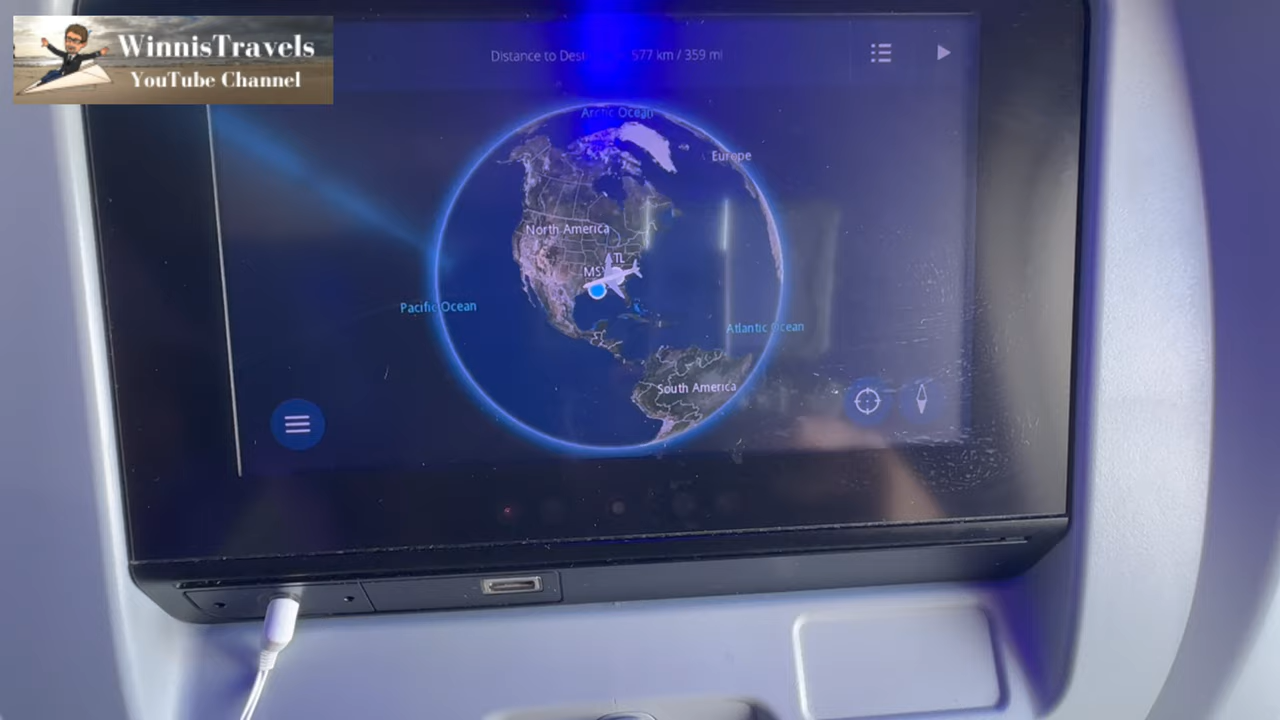 WinnisTravels
YouTube Channel
Distance to 577 km / 359 mi
Arctic Ocean
Europe
North America
ATL
MSY
Pacific Ocean
Atlantic Ocean
South America